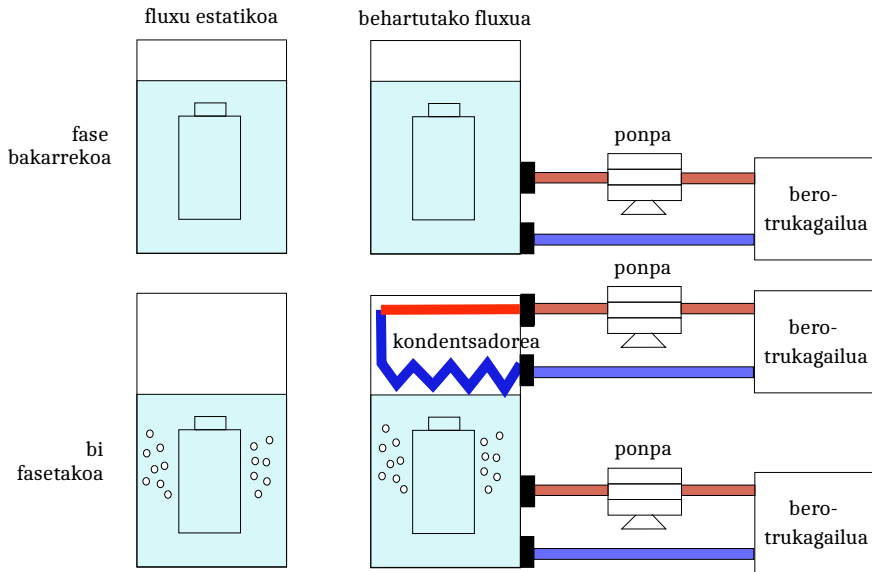 fluxu estatikoa
behartutako fluxua
fase
bakarrekoa
ponpa
bero-
trukagailua
ponpa
kondentsadorea
bero-
trukagailua
bi
fasetakoa
ponpa
bero-
trukagailua